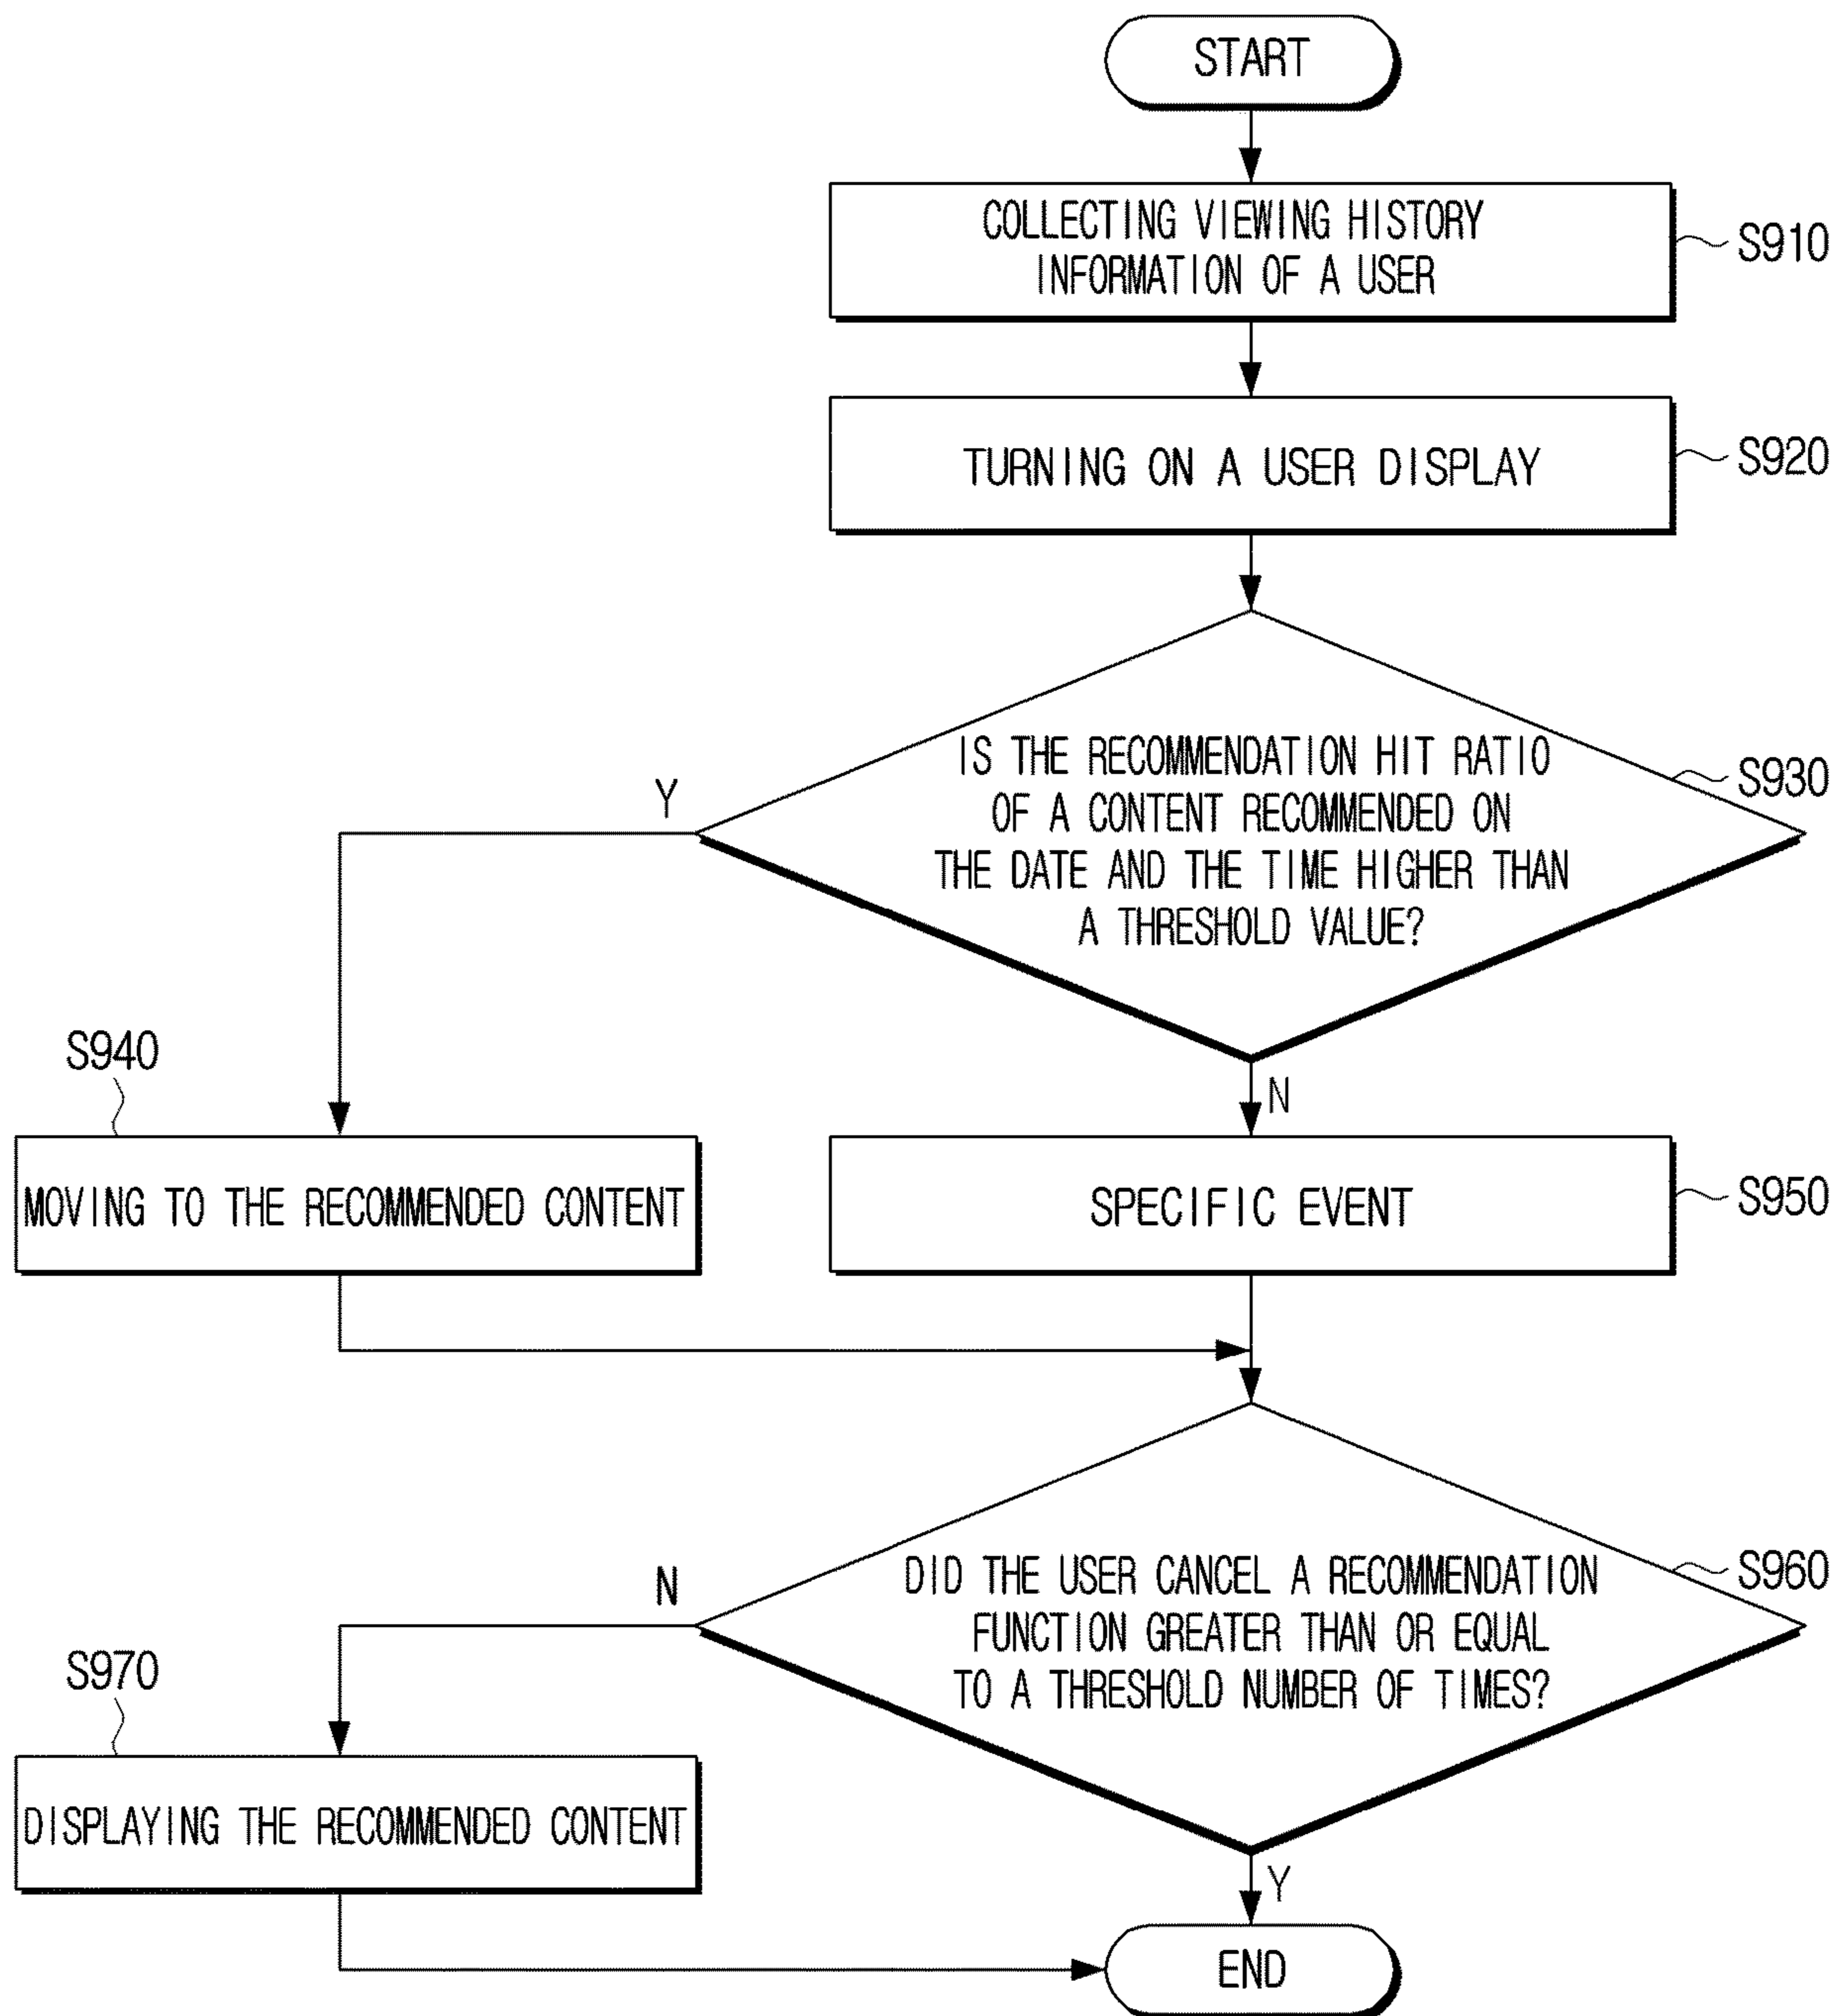 START
COLLECTING VIEWING HISTORY
INFORMATION OF A USER
S910
TURNING ON A USER DISPLAY
S920
IS THE RECOMMENDATION HIT RATIO
OF A CONTENT RECOMMENDED ON
THE DATE AND THE TIME HIGHER THAN
A THRESHOLD VALUE?
S930
Y
N
S940
MOVING TO THE RECOMMENDED CONTENT
SPECIFIC EVENT
S950
DID THE USER CANCEL A RECOMMENDATION
FUNCTION GREATER THAN OR EQUAL
TO A THRESHOLD NUMBER OF TIMES?
S960
N
S970
DISPLAYING THE RECOMMENDED CONTENT
Y
END